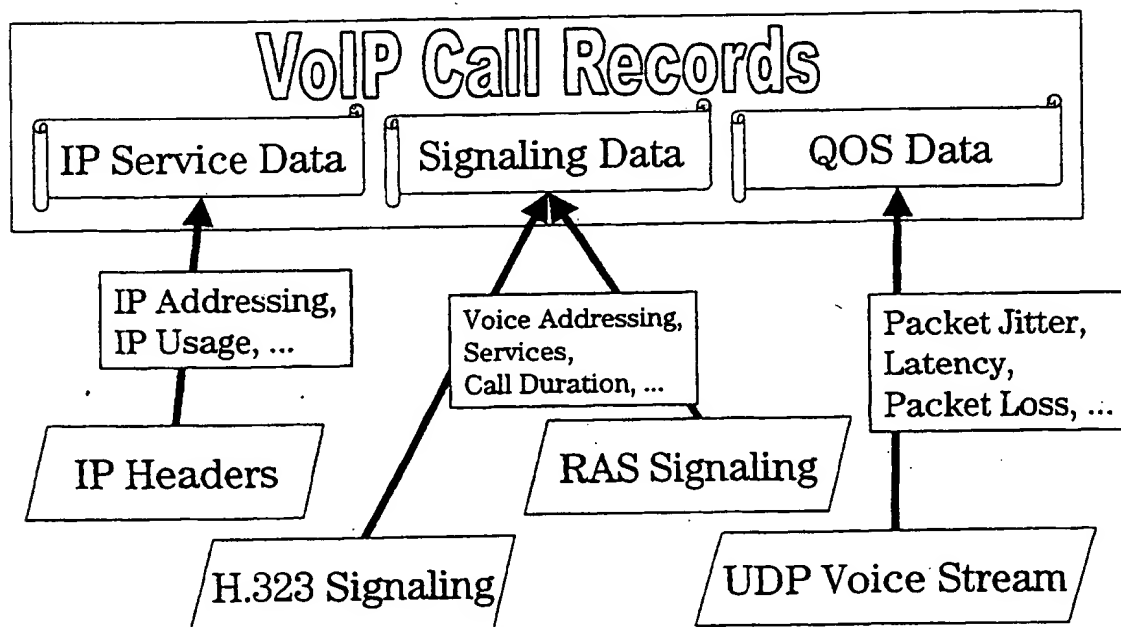 VoIP Call Records
IP Service Data
Signaling Data
QOS Data
IP Addressing,
IP Usage, ...
Voice Addressing,
Services,
Call Duration, ...
Packet Jitter,
Latency,
Packet Loss, ...
IP Headers
RAS Signaling
H.323 Signaling
UDP Voice Stream